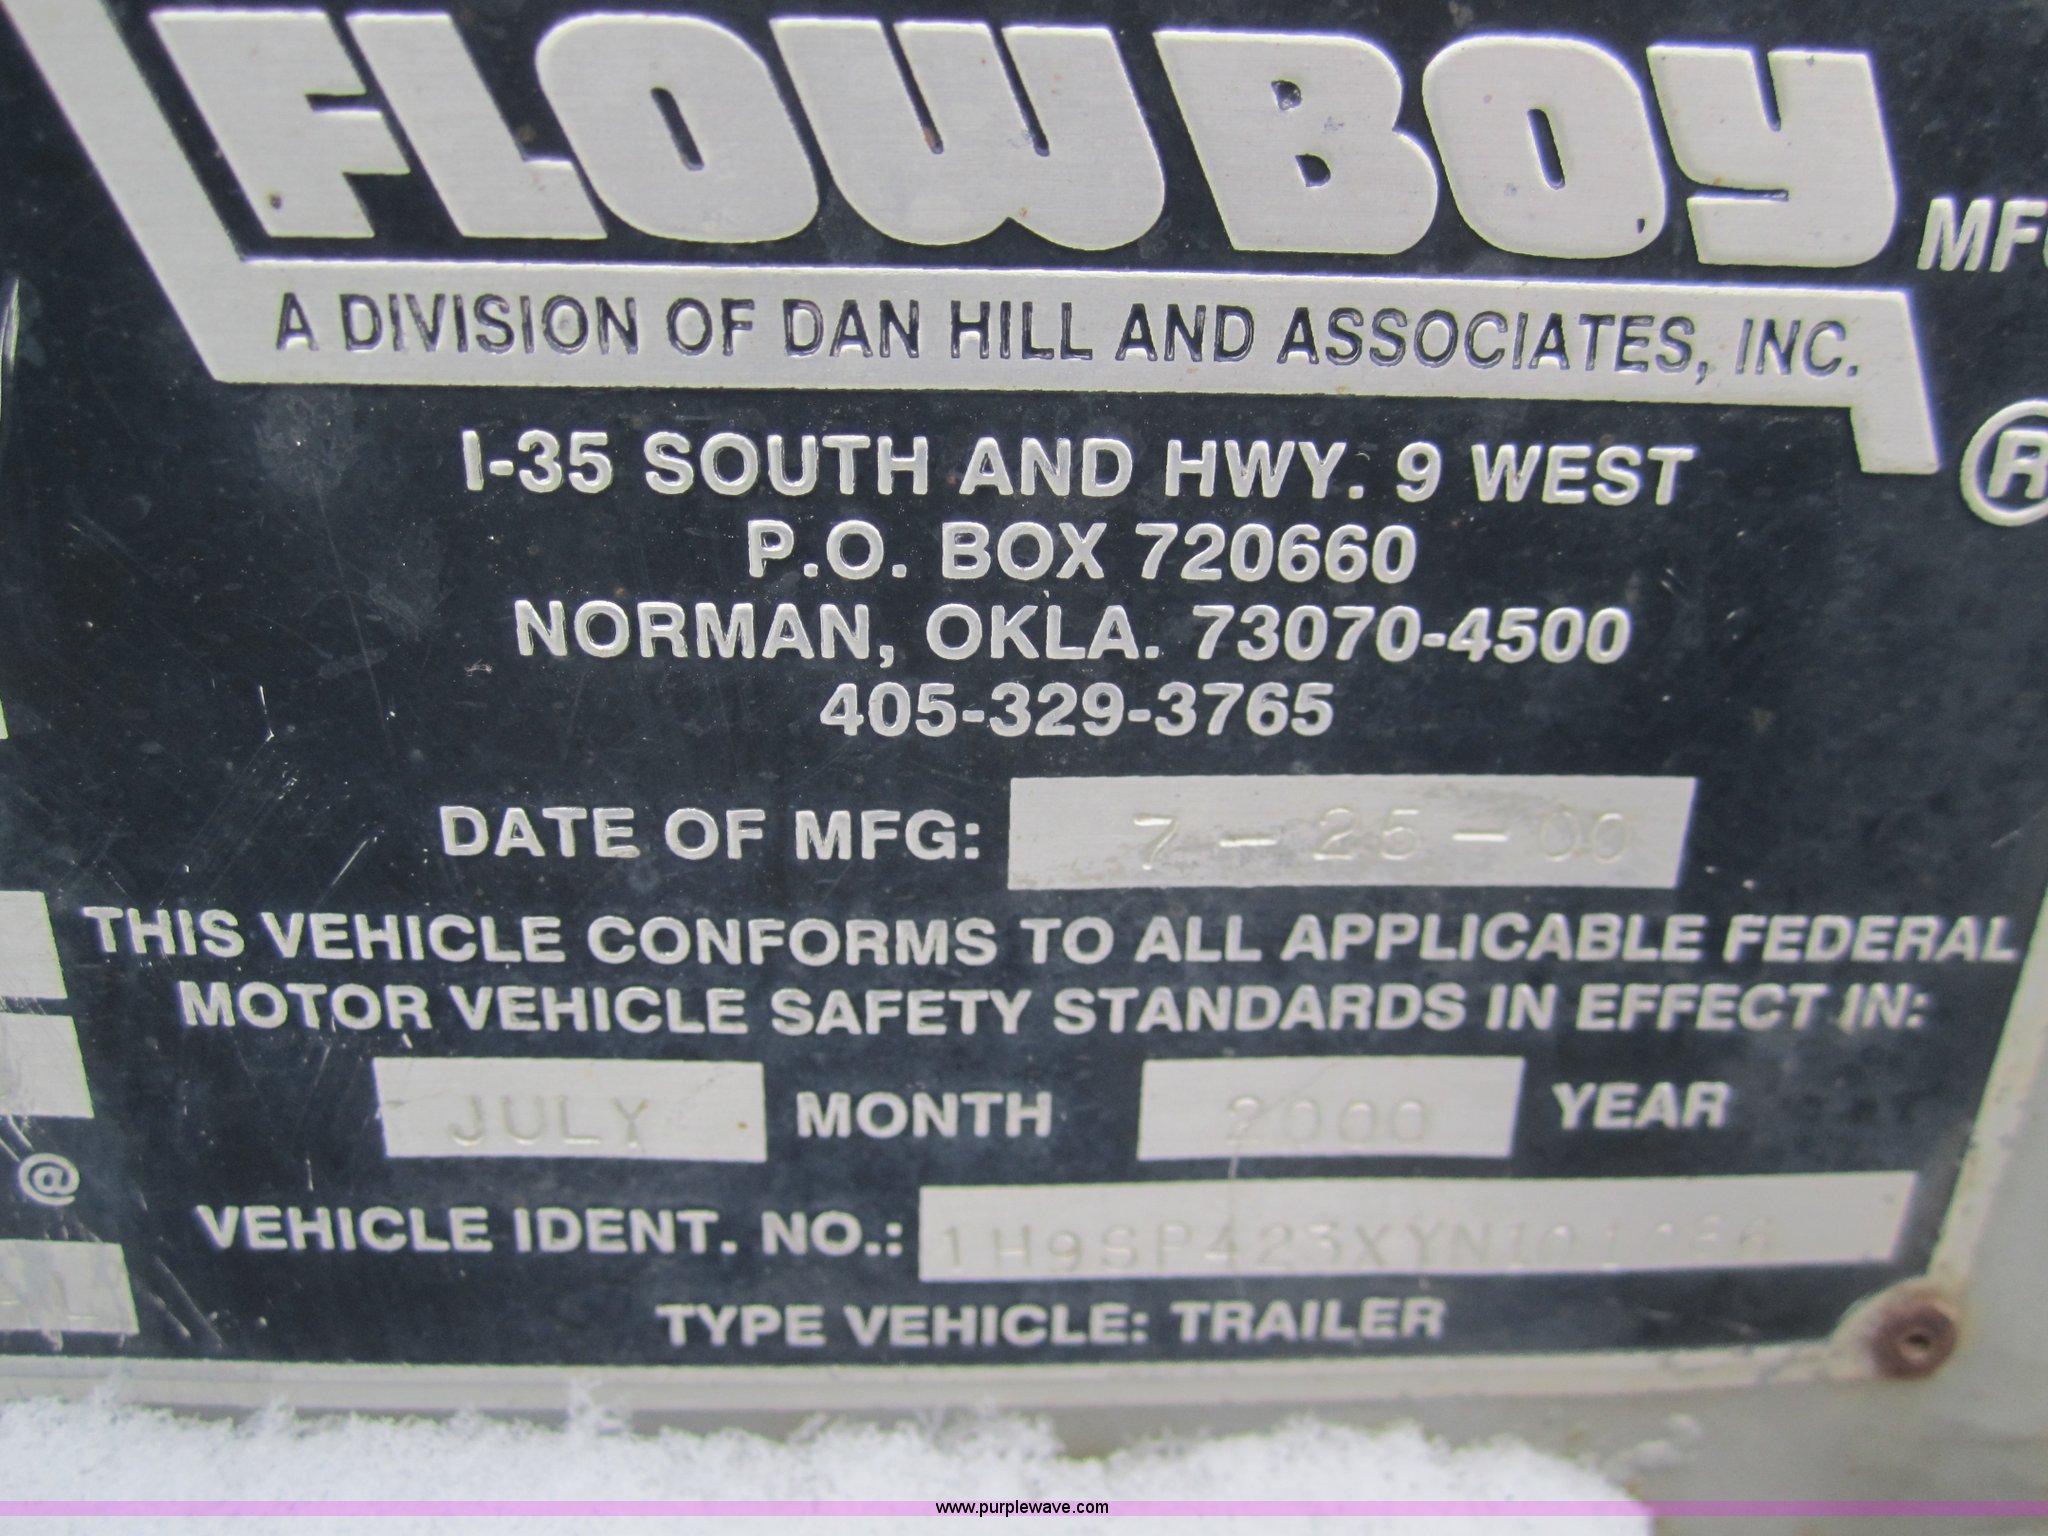 FLOW BOY MFG
A DIVISION OF DAN HILL AND ASSOCIATES, INC.
®
I-35 SOUTH AND HWY. 9 WEST
P.O. BOX 720660
NORMAN, OKLA. 73070-4500
405-329-3765
DATE OF MFG: 7-25-00
THIS VEHICLE CONFORMS TO ALL APPLICABLE FEDERAL
MOTOR VEHICLE SAFETY STANDARDS IN EFFECT IN:
JULY MONTH 2000 YEAR
@
VEHICLE IDENT. NO.:
TYPE VEHICLE: TRAILER
www.purplewave.com